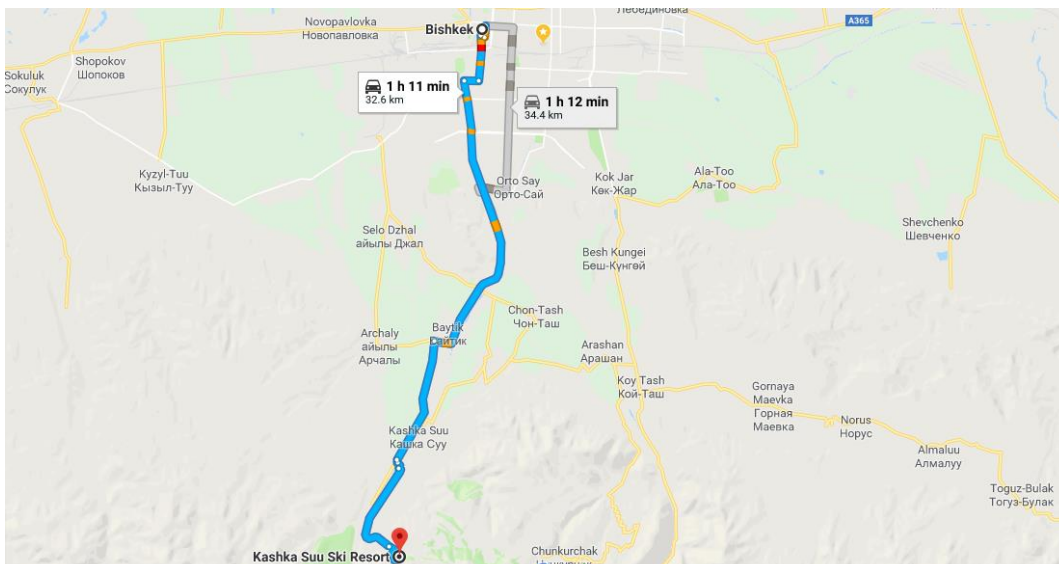 Novopavlovka
Новопавловка
Bishkek
Лебединовка
A365
Shopokov
Шопоков
Sokuluk
Сокулук
1 h 11 min
32.6 km
1 h 12 min
34.4 km
Kyzyl-Tuu
Кызыл-Туу
Orto Say
Орто-Сай
Kok Jar
Көк-Жар
Ala-Too
Ала-Тоо
Shevchenko
Шевченко
Selo Dzhal
айылы Джал
Besh Kungei
Беш-Күнгөй
Chon-Tash
Чон-Таш
Baytik
Байтик
Archaly
айылы
Арчалы
Arashan
Арашан
Koy Tash
Кой-Таш
Gornaya
Maevka
Горная
Маевка
Norus
Норус
Kashka Suu
Кашка Суу
Almaluu
Алмалуу
Toguz-Bulak
Тогуз-Булак
Kashka Suu Ski Resort
Chunkurchak